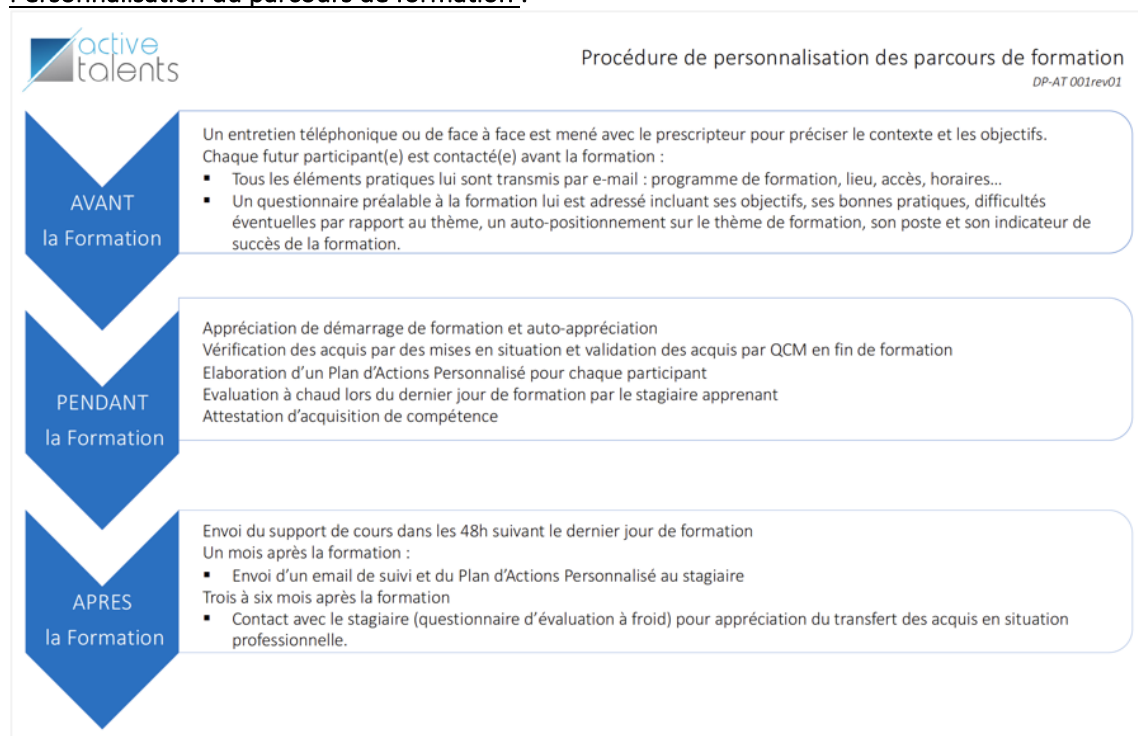 Personnalisation du parcours de formation :
active
talents
Procédure de personnalisation des parcours de formation
DP-AT 001rev01
AVANT
la Formation
Un entretien téléphonique ou de face à face est mené avec le prescripteur pour préciser le contexte et les objectifs.
Chaque futur participant(e) est contacté(e) avant la formation :
▪ Tous les éléments pratiques lui sont transmis par e-mail : programme de formation, lieu, accès, horaires...
▪ Un questionnaire préalable à la formation lui est adressé incluant ses objectifs, ses bonnes pratiques, difficultés
éventuelles par rapport au thème, un auto-positionnement sur le thème de formation, son poste et son indicateur de
succès de la formation.
PENDANT
la Formation
Appréciation de démarrage de formation et auto-appréciation
Vérification des acquis par des mises en situation et validation des acquis par QCM en fin de formation
Elaboration d'un Plan d'Actions Personnalisé pour chaque participant
Evaluation à chaud lors du dernier jour de formation par le stagiaire apprenant
Attestation d'acquisition de compétence
APRES
la Formation
Envoi du support de cours dans les 48h suivant le dernier jour de formation
Un mois après la formation :
▪ Envoi d'un email de suivi et du Plan d'Actions Personnalisé au stagiaire
Trois à six mois après la formation
▪ Contact avec le stagiaire (questionnaire d'évaluation à froid) pour appréciation du transfert des acquis en situation
professionnelle.